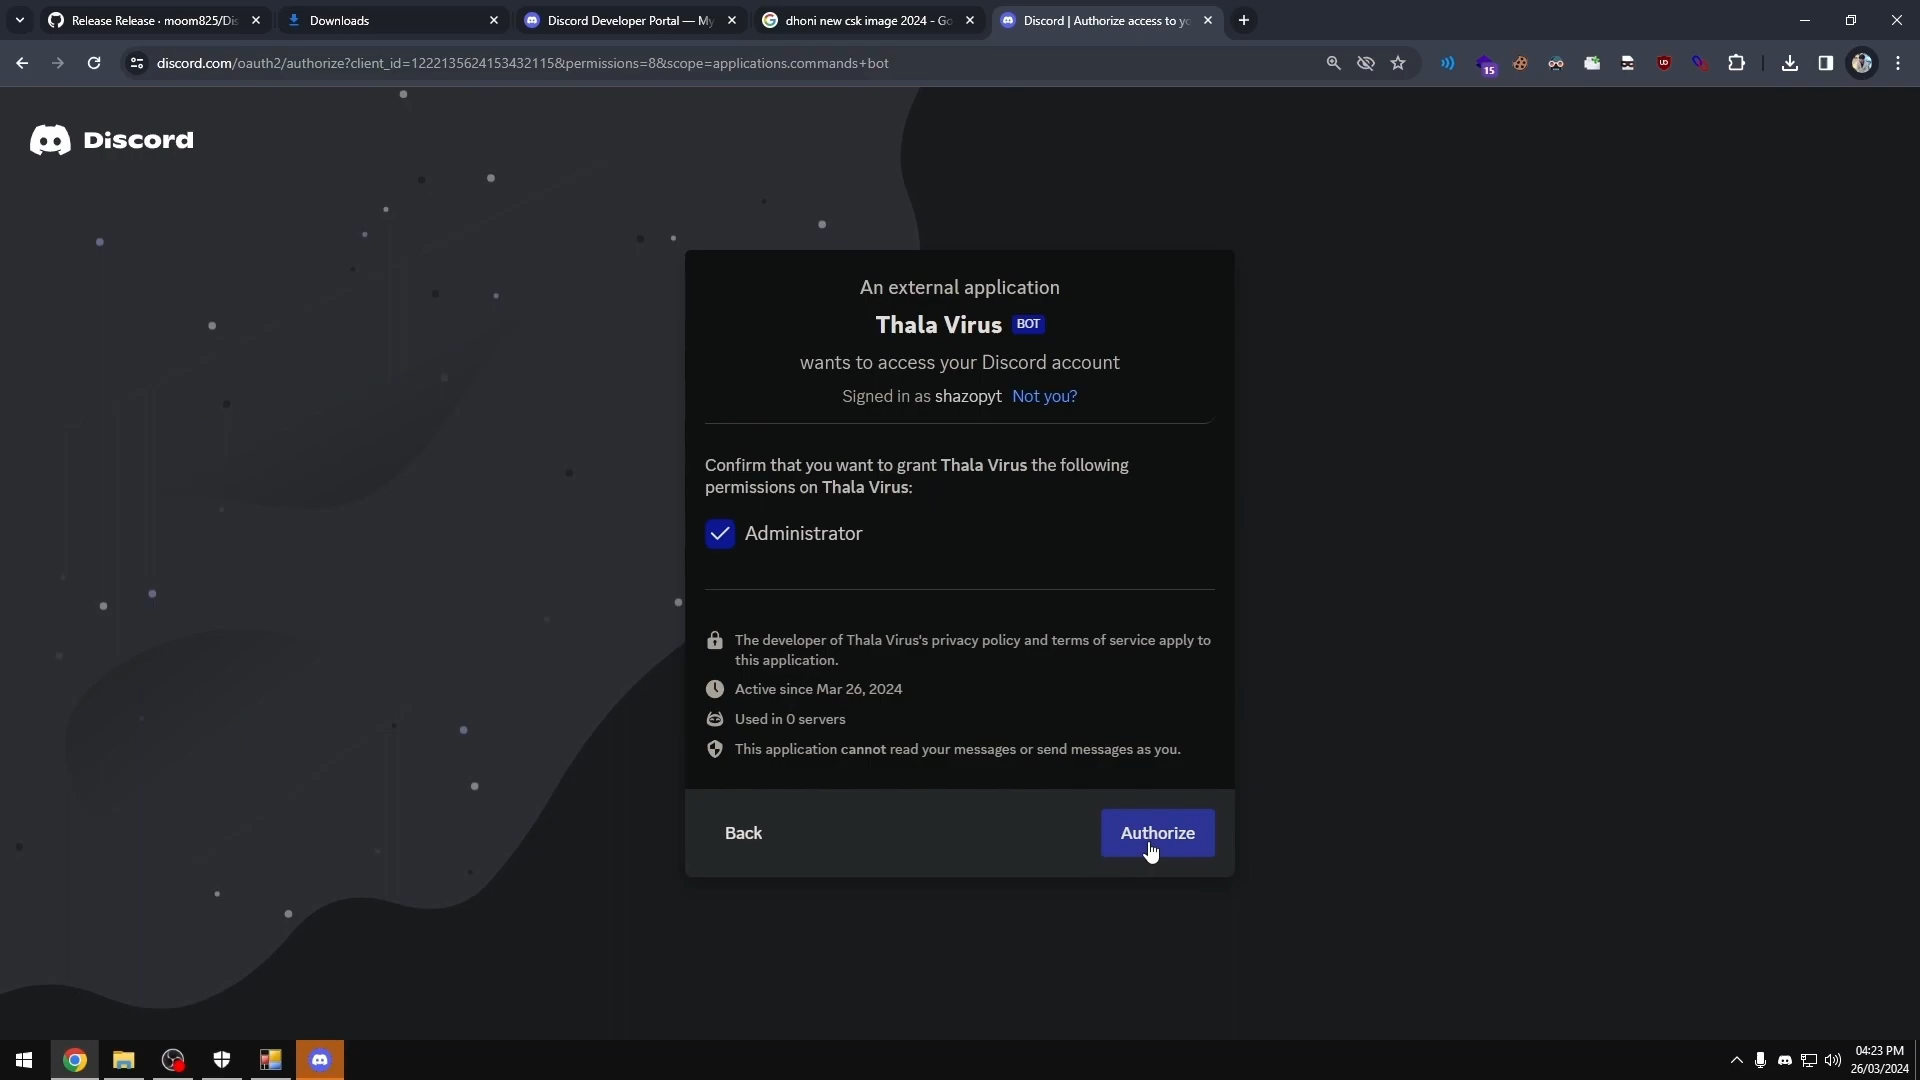 Release Release · moom825/Dis
Downloads
Discord Developer Portal — My
dhoni new csk image 2024 - Go
Discord | Authorize access to yo
discord.com/oauth2/authorize?client_id=1222135624153432115&permissions=8&scope=applications.commands+bot
15
Discord
An external application
Thala Virus BOT
wants to access your Discord account
Signed in as shazopyt Not you?
Confirm that you want to grant Thala Virus the following
permissions on Thala Virus:
Administrator
The developer of Thala Virus's privacy policy and terms of service apply to
this application.
Active since Mar 26, 2024
Used in 0 servers
This application cannot read your messages or send messages as you.
Back
Authorize
04:23 PM
26/03/2024